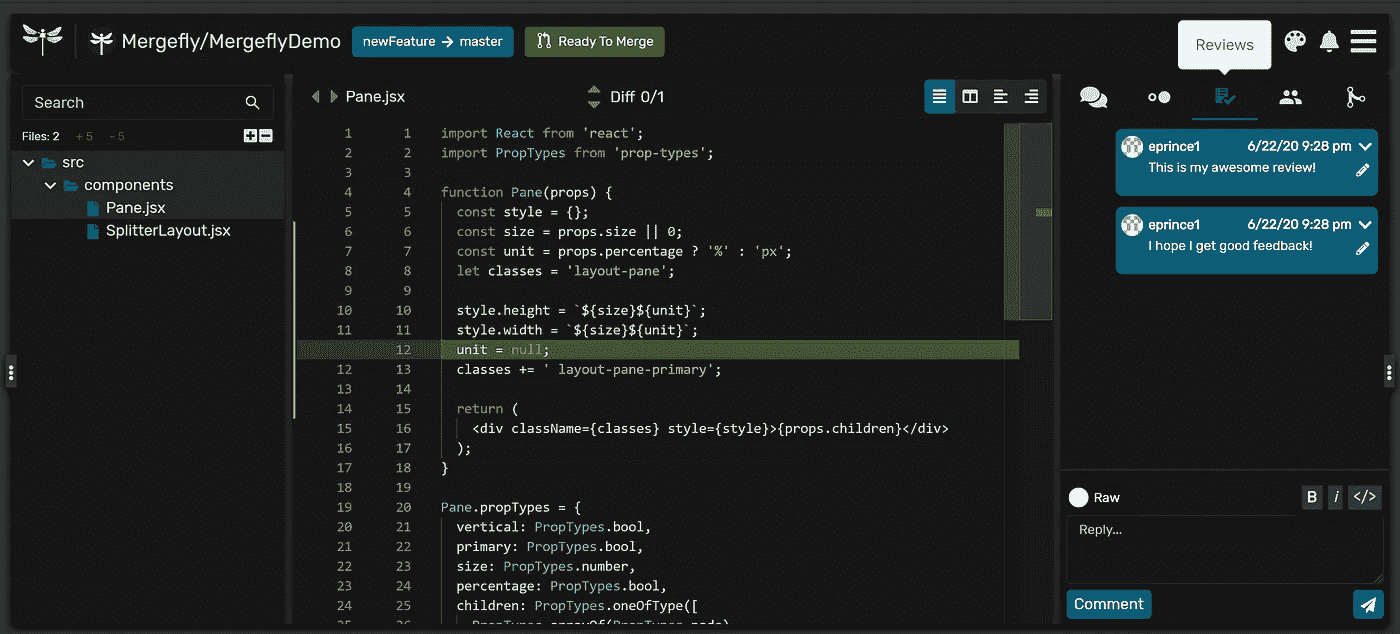 Mergefly/MergeflyDemo
newFeature → master
Ready To Merge
Reviews
Search
Files: 2 + 5 - 5
src
components
Pane.jsx
SplitterLayout.jsx
Pane.jsx
Diff 0/1
1 1 import React from 'react';
2 2 import PropTypes from 'prop-types';
3 3
4 4 function Pane(props) {
5 5 const style = {};
6 6 const size = props.size || 0;
7 7 const unit = props.percentage ? '%' : 'px';
8 8 let classes = 'layout-pane';
9 9
10 10 style.height = `${size}${unit}`;
11 11 style.width = `${size}${unit}`;
12 unit = null;
12 13 classes += ' layout-pane-primary';
13 14
14 15 return (
15 16 <div className={classes} style={style}>{props.children}</div>
16 17 );
17 18 }
18 19
19 20 Pane.propTypes = {
20 21 vertical: PropTypes.bool,
21 22 primary: PropTypes.bool,
22 23 size: PropTypes.number,
23 24 percentage: PropTypes.bool,
24 25 children: PropTypes.oneOfType([
eprince1 6/22/20 9:28 pm
This is my awesome review!
eprince1 6/22/20 9:28 pm
I hope I get good feedback!
Raw
B i </>
Reply...
Comment